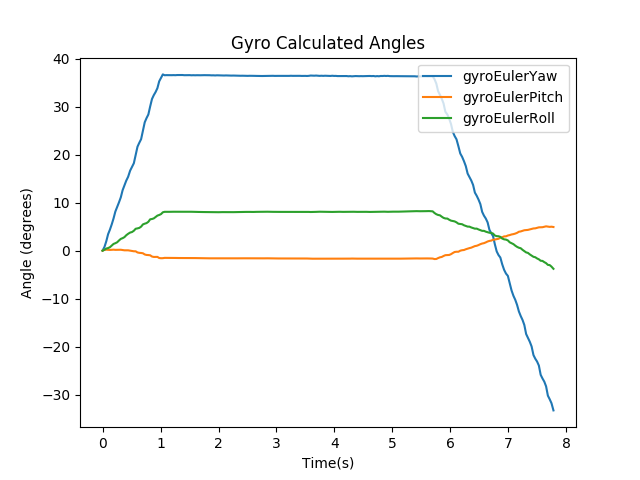 Gyro Calculated Angles
gyroEulerYaw
gyroEulerPitch
gyroEulerRoll
Angle (degrees)
40
30
20
10
0
−10
−20
−30
0 1 2 3 4 5 6 7 8
Time(s)